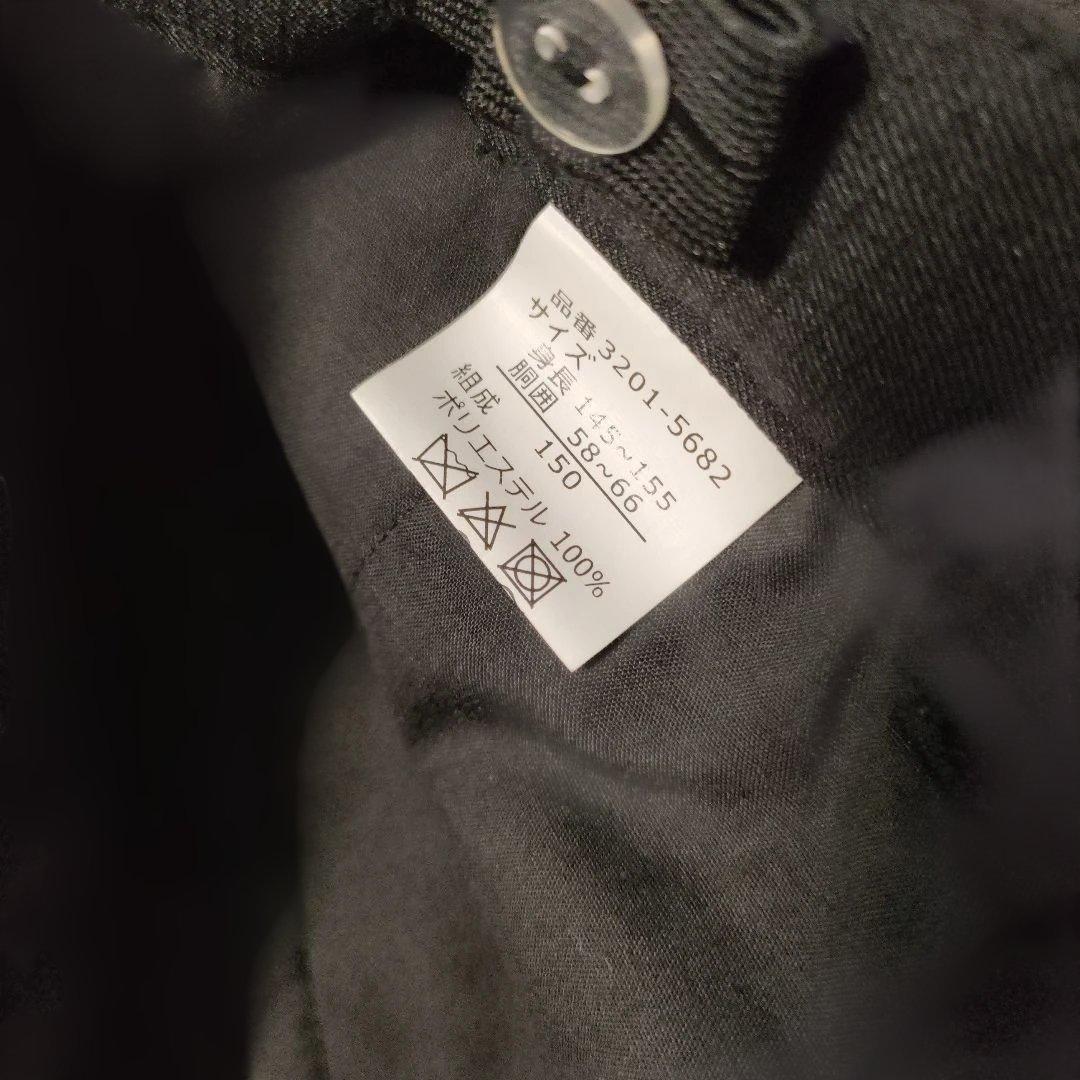 品番 3201-5682
サイズ
身長 145~155
胴囲 58~66
150
組成
ポリエステル 100%